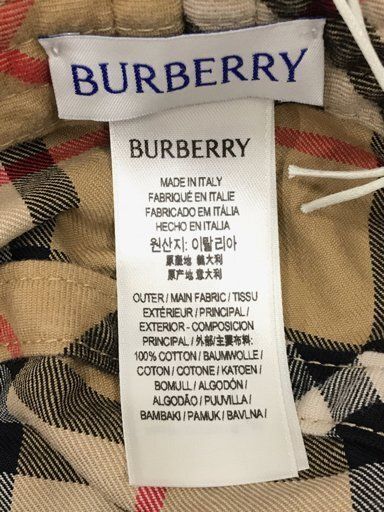 BURBERRY
BURBERRY
MADE IN ITALY
FABRIQUÉ EN ITALIE
FABRICADO EM ITÁLIA
HECHO EN ITALIA
원산지: 이탈리아
原產地 義大利
原产地 意大利
OUTER / MAIN FABRIC / TISSU
EXTÉRIEUR / PRINCIPAL /
EXTERIOR - COMPOSICIÓN
PRINCIPAL / 外部/主要布料:
100% COTTON / BAUMWOLLE /
COTON / COTONE / KATOEN /
BOMULL / ALGODÓN /
ALGODÃO / PUUVILLA /
BAMBAKI / PAMUK / BAVLNA /